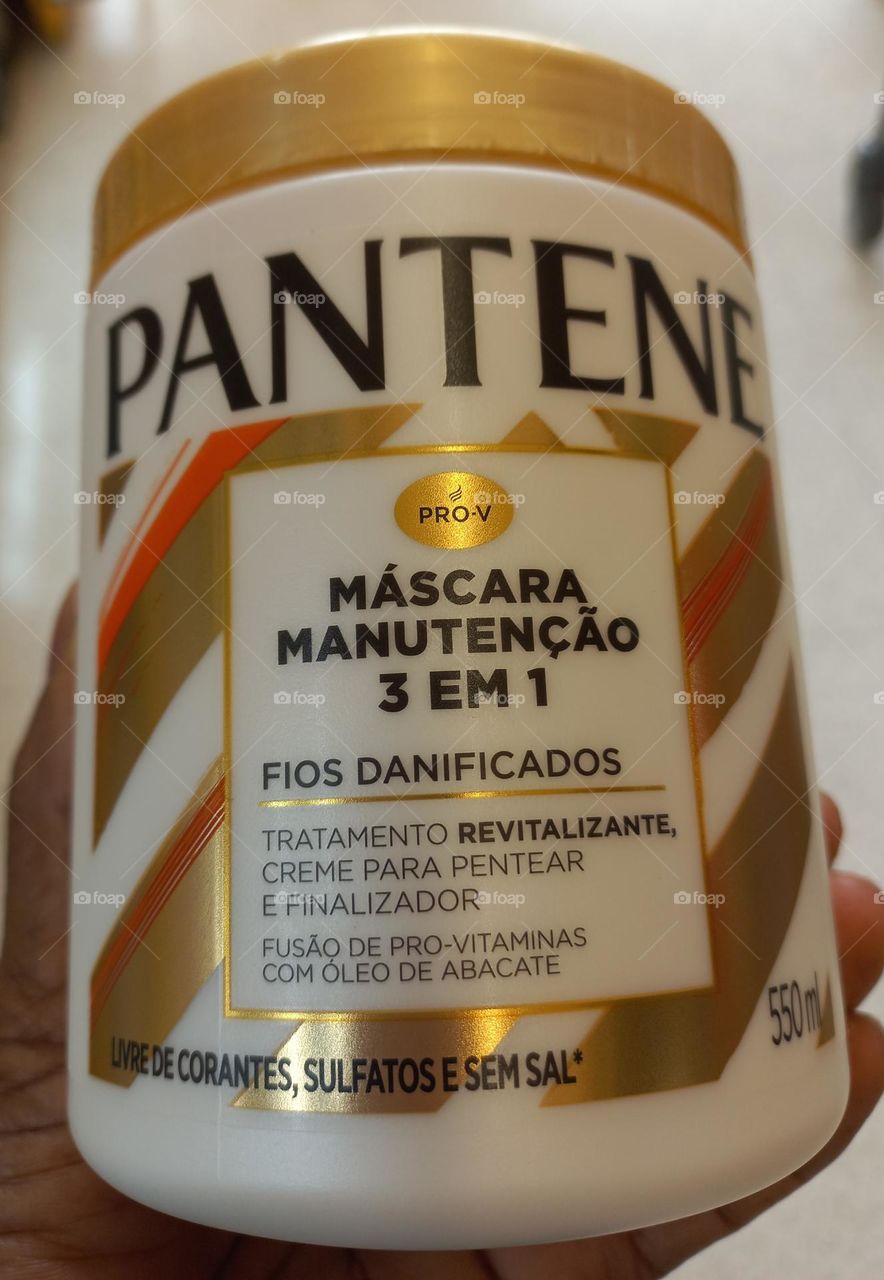 PANTENE
PRO-V
MÁSCARA
MANUTENÇÃO
3 EM 1
FIOS DANIFICADOS
TRATAMENTO REVITALIZANTE,
CREME PARA PENTEAR
E FINALIZADOR
FUSÃO DE PRO-VITAMINAS
COM ÓLEO DE ABACATE
550 ml
LIVRE DE CORANTES, SULFATOS E SEM SAL*
foap